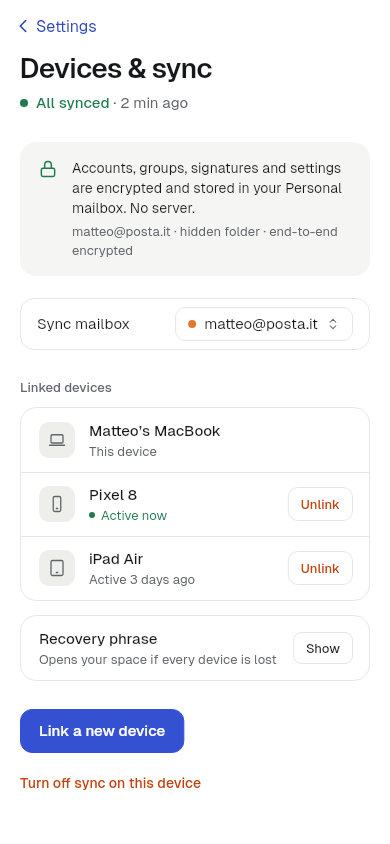 Settings
Devices & sync
All synced · 2 min ago
Accounts, groups, signatures and settings
are encrypted and stored in your Personal
mailbox. No server.
matteo@posta.it · hidden folder · end-to-end
encrypted
Sync mailbox
matteo@posta.it
Linked devices
Matteo's MacBook
This device
Pixel 8
Active now
Unlink
iPad Air
Active 3 days ago
Unlink
Recovery phrase
Opens your space if every device is lost
Show
Link a new device
Turn off sync on this device